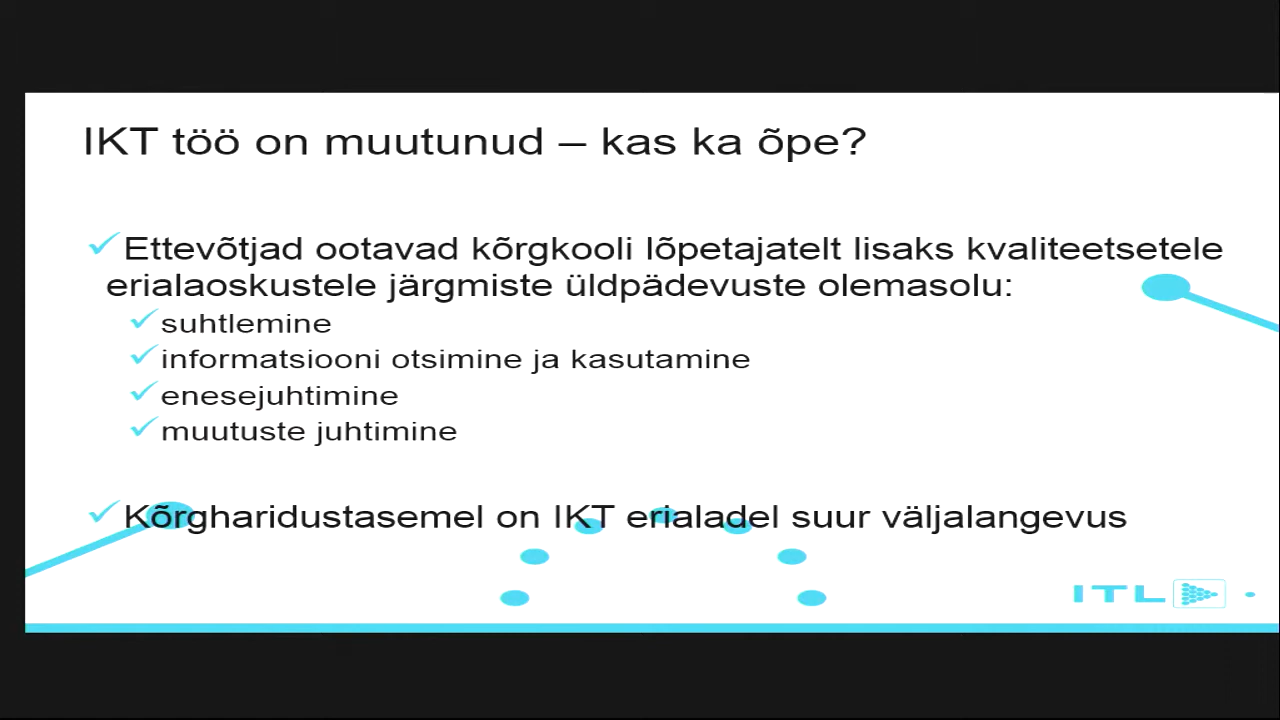 IKT töö on muutunud – kas ka õpe?
Ettevõtjad ootavad kõrgkooli lõpetajatelt lisaks kvaliteetsetele
erialaoskustele järgmiste üldpädevuste olemasolu:
suhtlemine
informatsiooni otsimine ja kasutamine
enesejuhtimine
muutuste juhtimine
Kõrgharidustasemel on IKT erialadel suur väljalangevus
ITL